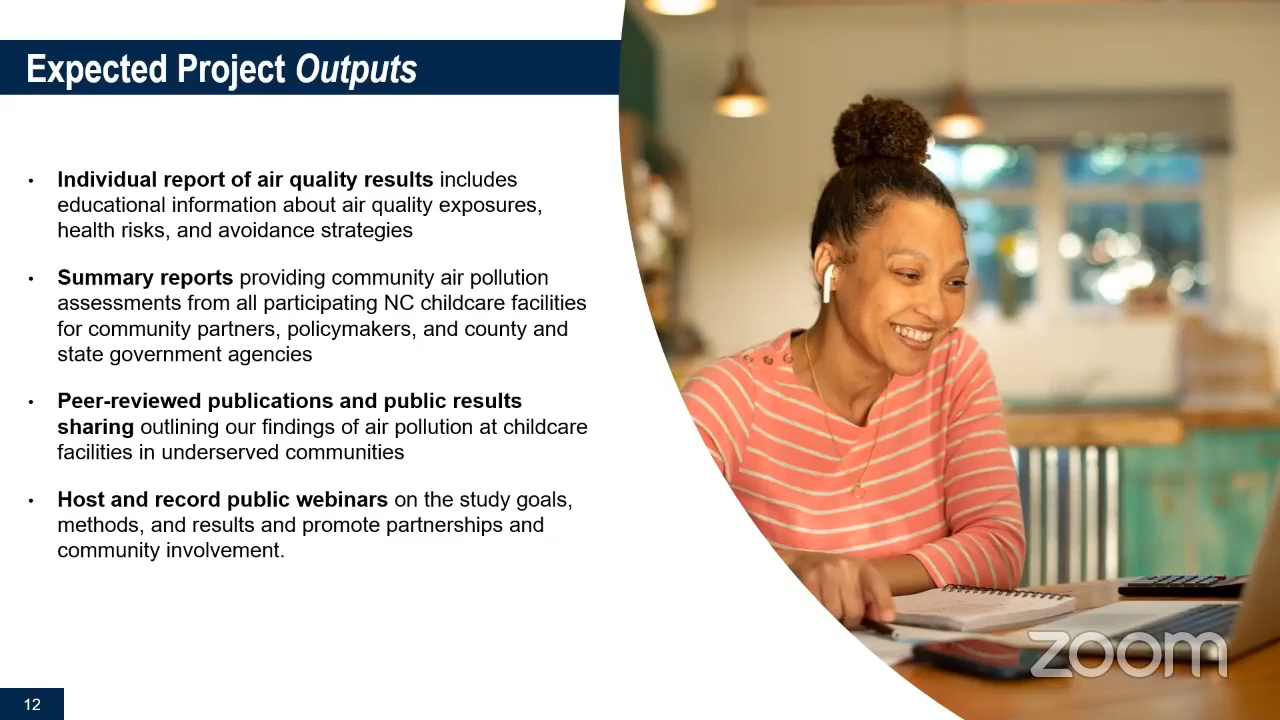 Expected Project Outputs
• Individual report of air quality results includes
educational information about air quality exposures,
health risks, and avoidance strategies
• Summary reports providing community air pollution
assessments from all participating NC childcare facilities
for community partners, policymakers, and county and
state government agencies
• Peer-reviewed publications and public results
sharing outlining our findings of air pollution at childcare
facilities in underserved communities
• Host and record public webinars on the study goals,
methods, and results and promote partnerships and
community involvement.
zoom
12